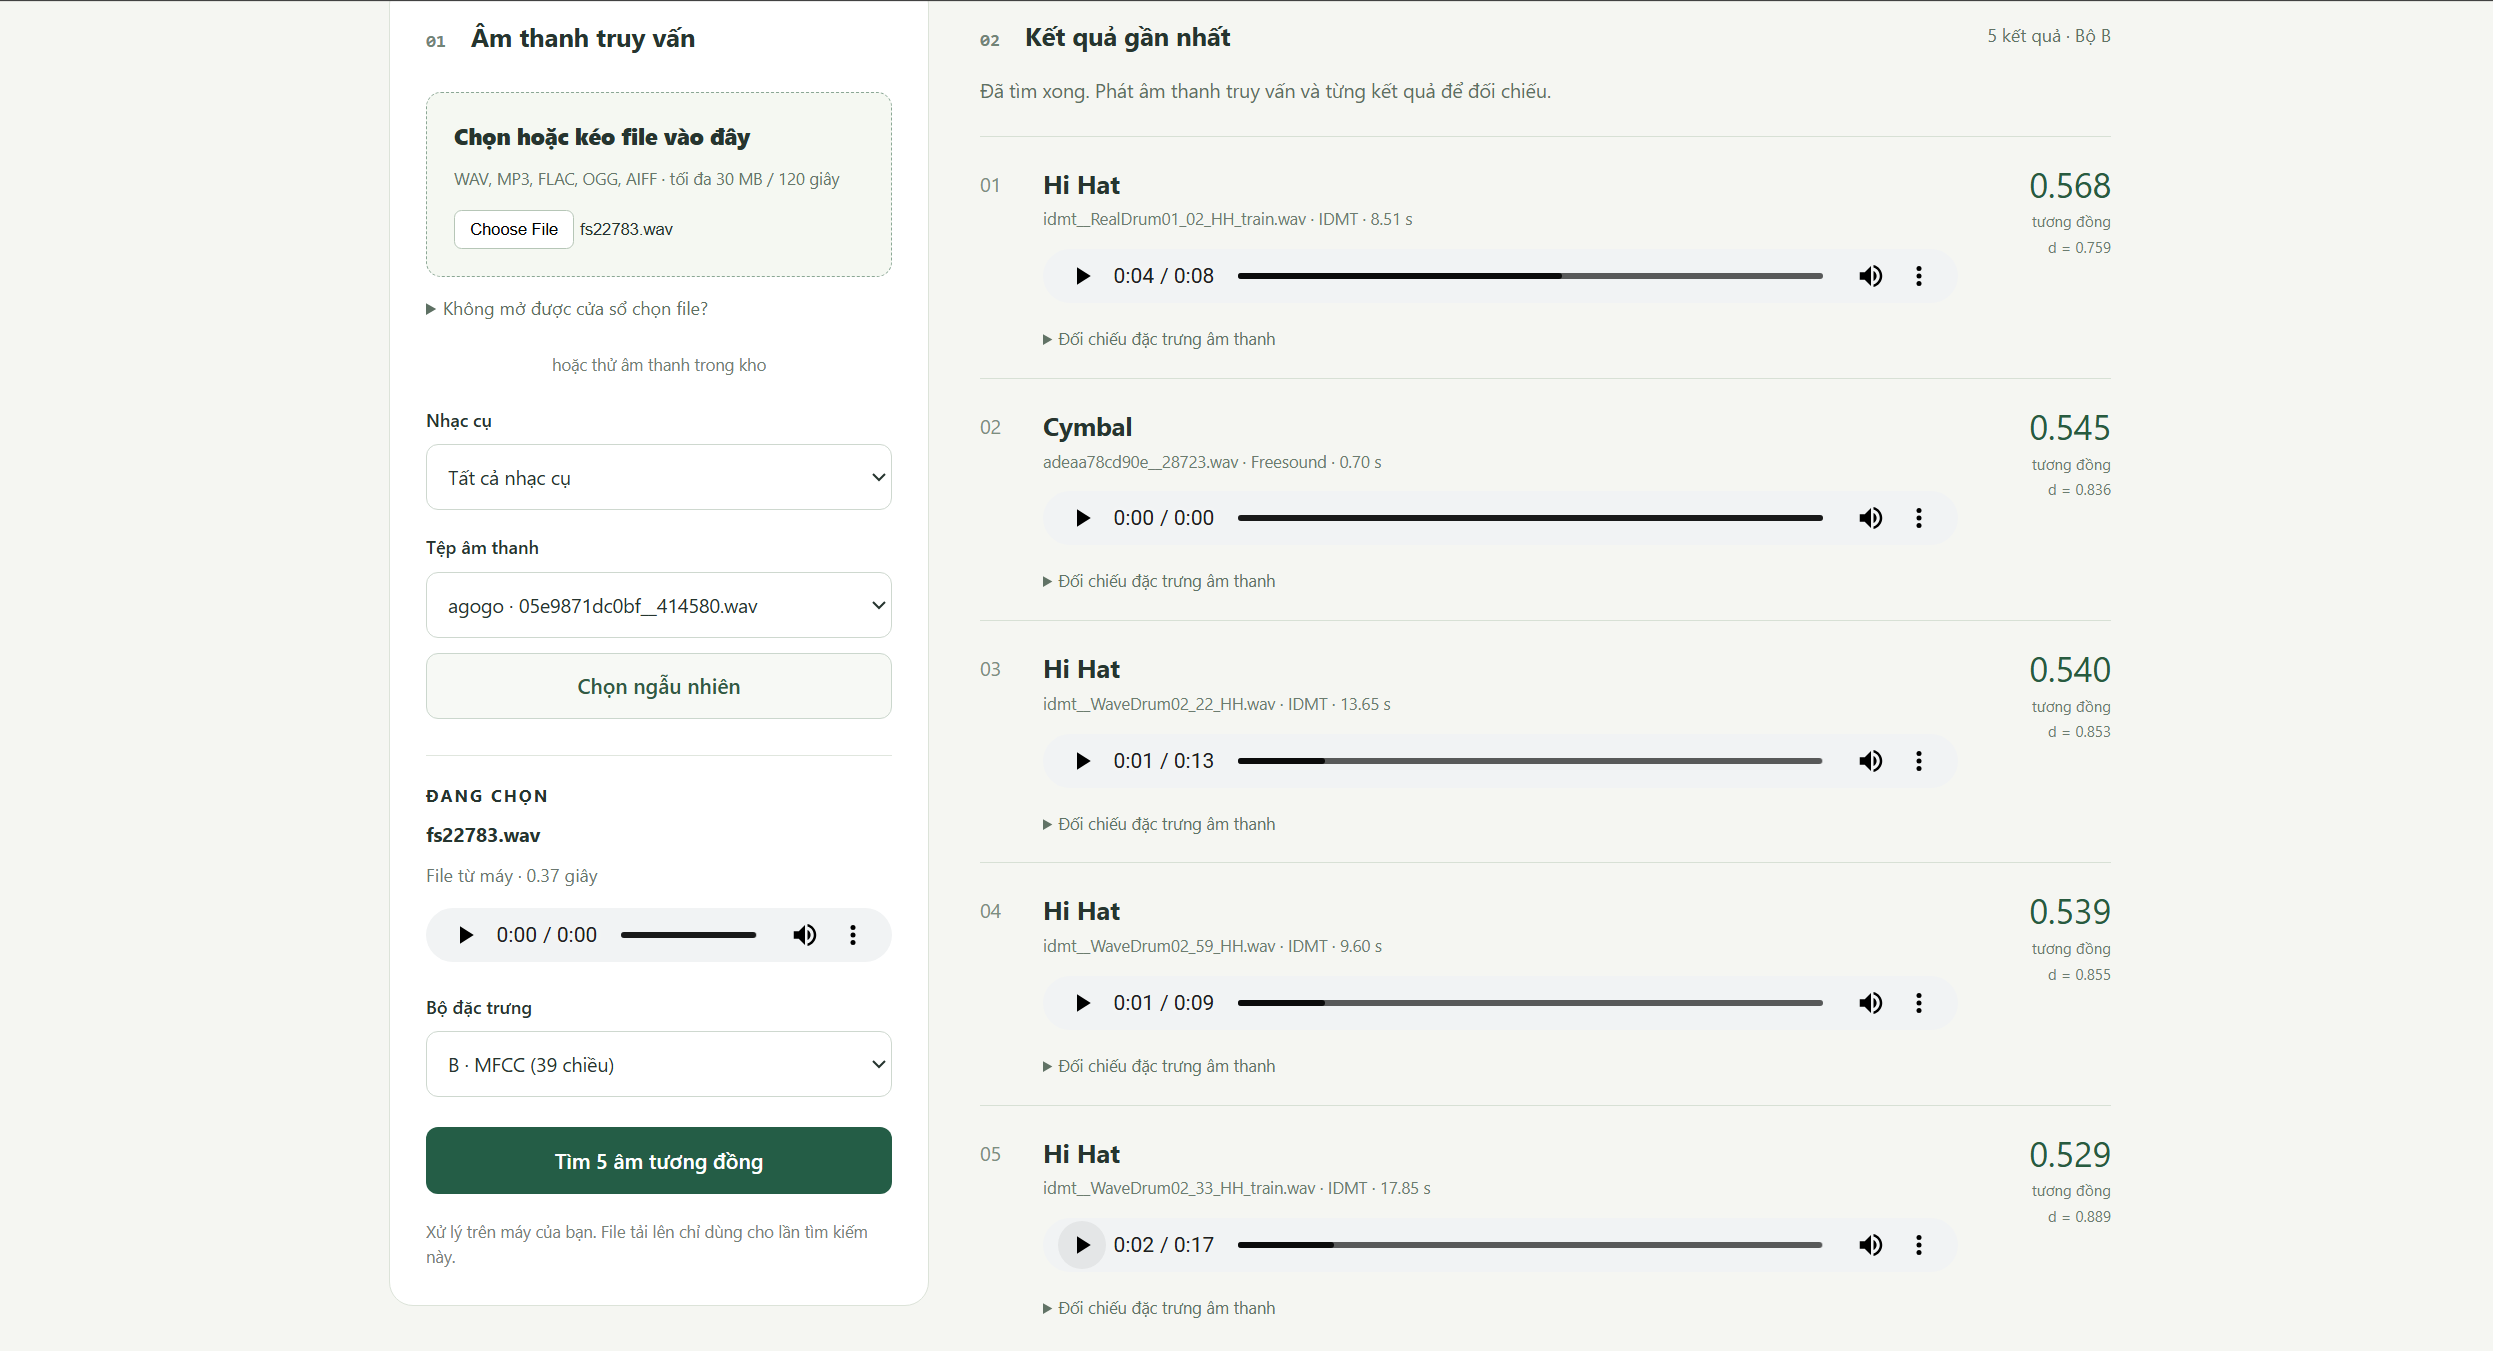 01 Âm thanh truy vấn
Chọn hoặc kéo file vào đây
WAV, MP3, FLAC, OGG, AIFF · tối đa 30 MB / 120 giây
Choose File fs22783.wav
▶ Không mở được cửa sổ chọn file?
hoặc thử âm thanh trong kho
Nhạc cụ
Tất cả nhạc cụ
Tệp âm thanh
agogo · 05e9871dc0bf__414580.wav
Chọn ngẫu nhiên
ĐANG CHỌN
fs22783.wav
File từ máy · 0.37 giây
0:00 / 0:00
Bộ đặc trưng
B · MFCC (39 chiều)
Tìm 5 âm tương đồng
Xử lý trên máy của bạn. File tải lên chỉ dùng cho lần tìm kiếm
này.
02 Kết quả gần nhất
5 kết quả · Bộ B
Đã tìm xong. Phát âm thanh truy vấn và từng kết quả để đối chiếu.
01 Hi Hat
0.568
idmt__RealDrum01_02_HH_train.wav · IDMT · 8.51 s
tương đồng
d = 0.759
0:04 / 0:08
▶ Đối chiếu đặc trưng âm thanh
02 Cymbal
0.545
adeaa78cd90e__28723.wav · Freesound · 0.70 s
tương đồng
d = 0.836
0:00 / 0:00
▶ Đối chiếu đặc trưng âm thanh
03 Hi Hat
0.540
idmt__WaveDrum02_22_HH.wav · IDMT · 13.65 s
tương đồng
d = 0.853
0:01 / 0:13
▶ Đối chiếu đặc trưng âm thanh
04 Hi Hat
0.539
idmt__WaveDrum02_59_HH.wav · IDMT · 9.60 s
tương đồng
d = 0.855
0:01 / 0:09
▶ Đối chiếu đặc trưng âm thanh
05 Hi Hat
0.529
idmt__WaveDrum02_33_HH_train.wav · IDMT · 17.85 s
tương đồng
d = 0.889
0:02 / 0:17
▶ Đối chiếu đặc trưng âm thanh